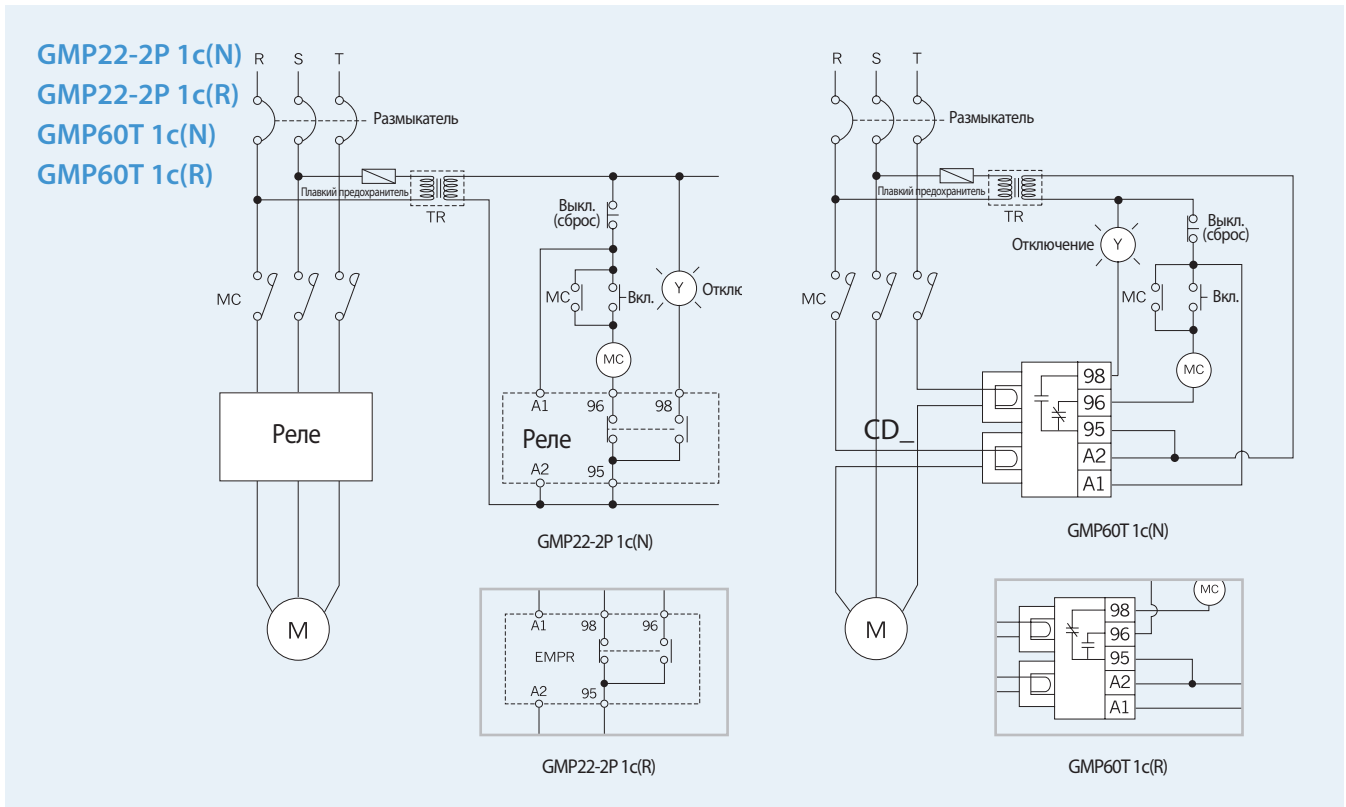 GMP22-2P 1c(N)
GMP22-2P 1c(R)
GMP60T 1c(N)
GMP60T 1c(R)
R S T
Размыкатель
Плавкий предохранитель
TR
Выкл.
(сброс)
MC
MC
Вкл.
Y
Отклю
MC
Реле
A1
96
98
Реле
A2
95
M
GMP22-2P 1c(N)
A1
98
96
EMPR
A2
95
GMP22-2P 1c(R)
R S T
Размыкатель
Плавкий предохранитель
TR
Выкл.
(сброс)
Отключение
Y
MC
MC
Вкл.
MC
98
96
95
A2
A1
CD_
M
GMP60T 1c(N)
MC
98
96
95
A2
A1
GMP60T 1c(R)